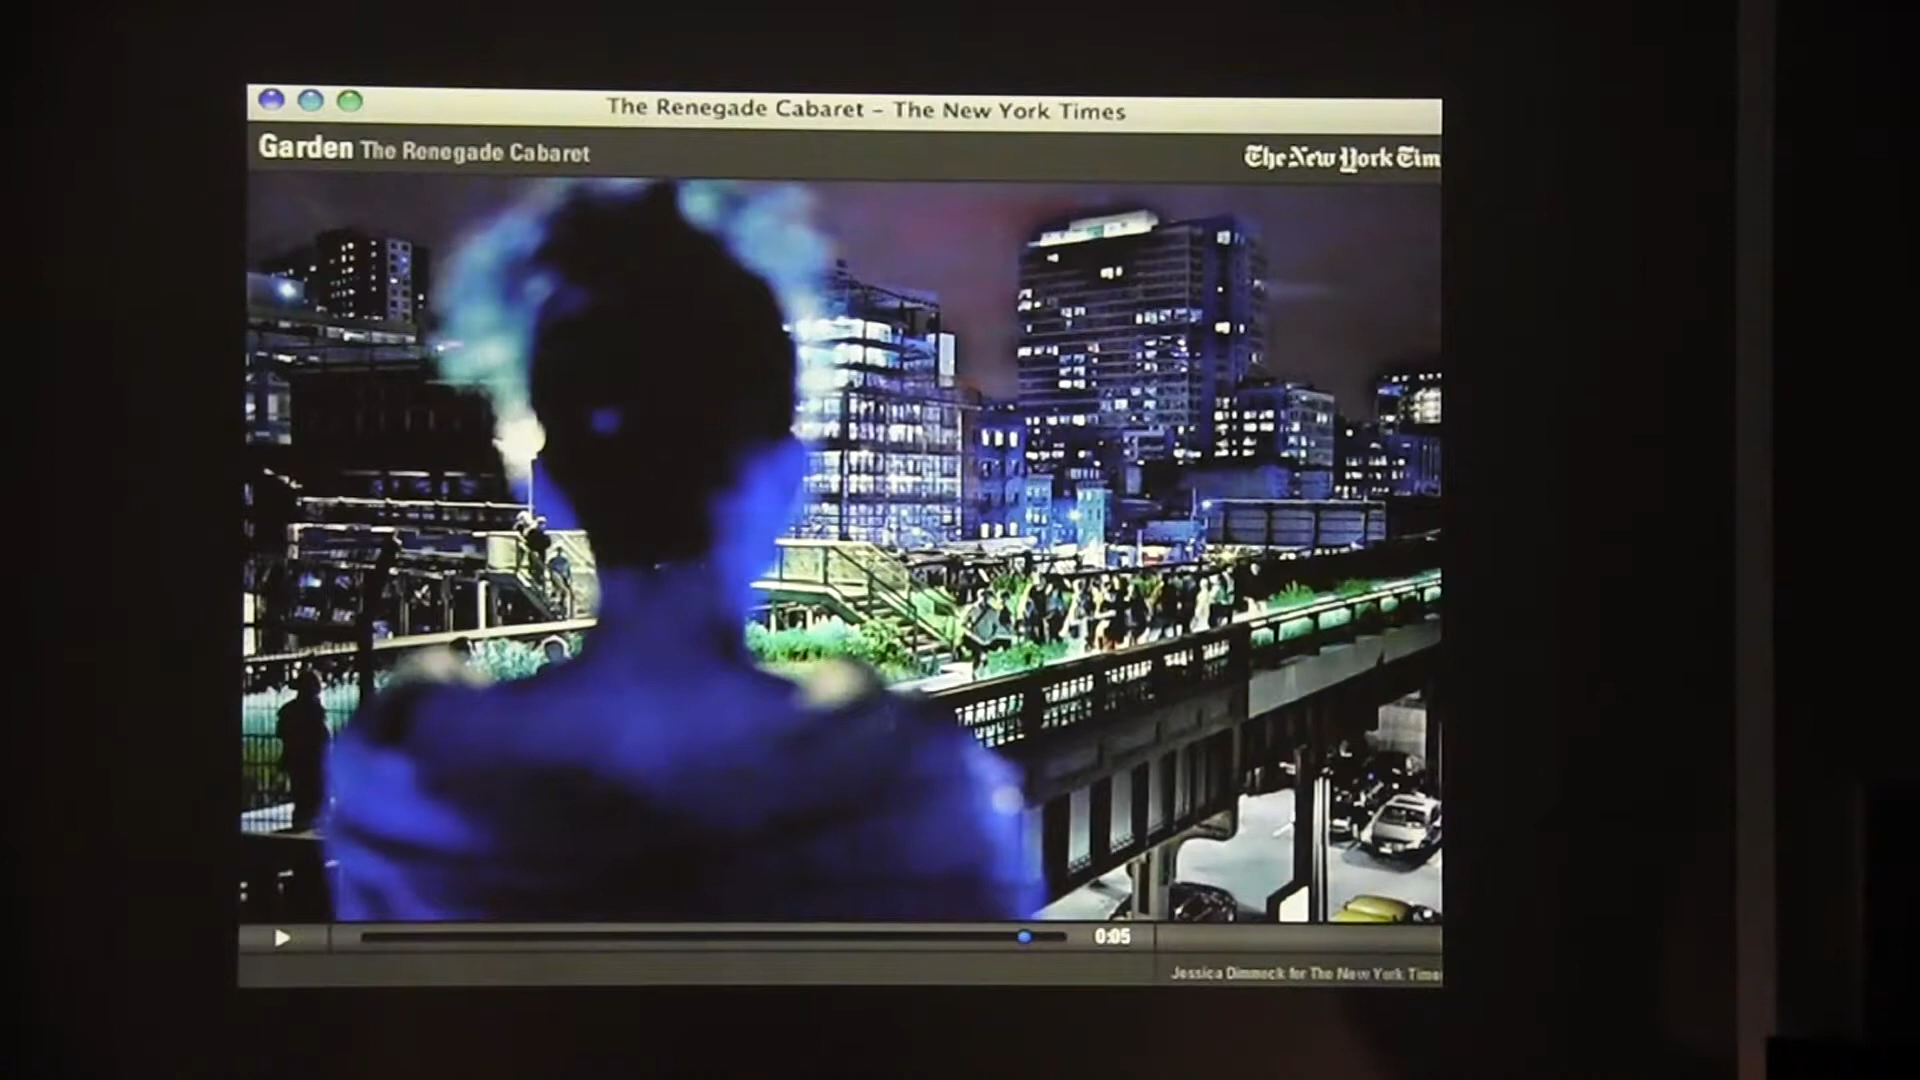 The Renegade Cabaret – The New York Times
Garden The Renegade Cabaret
The New York Tim
0:05
Jessica Dimmock for The New York Times